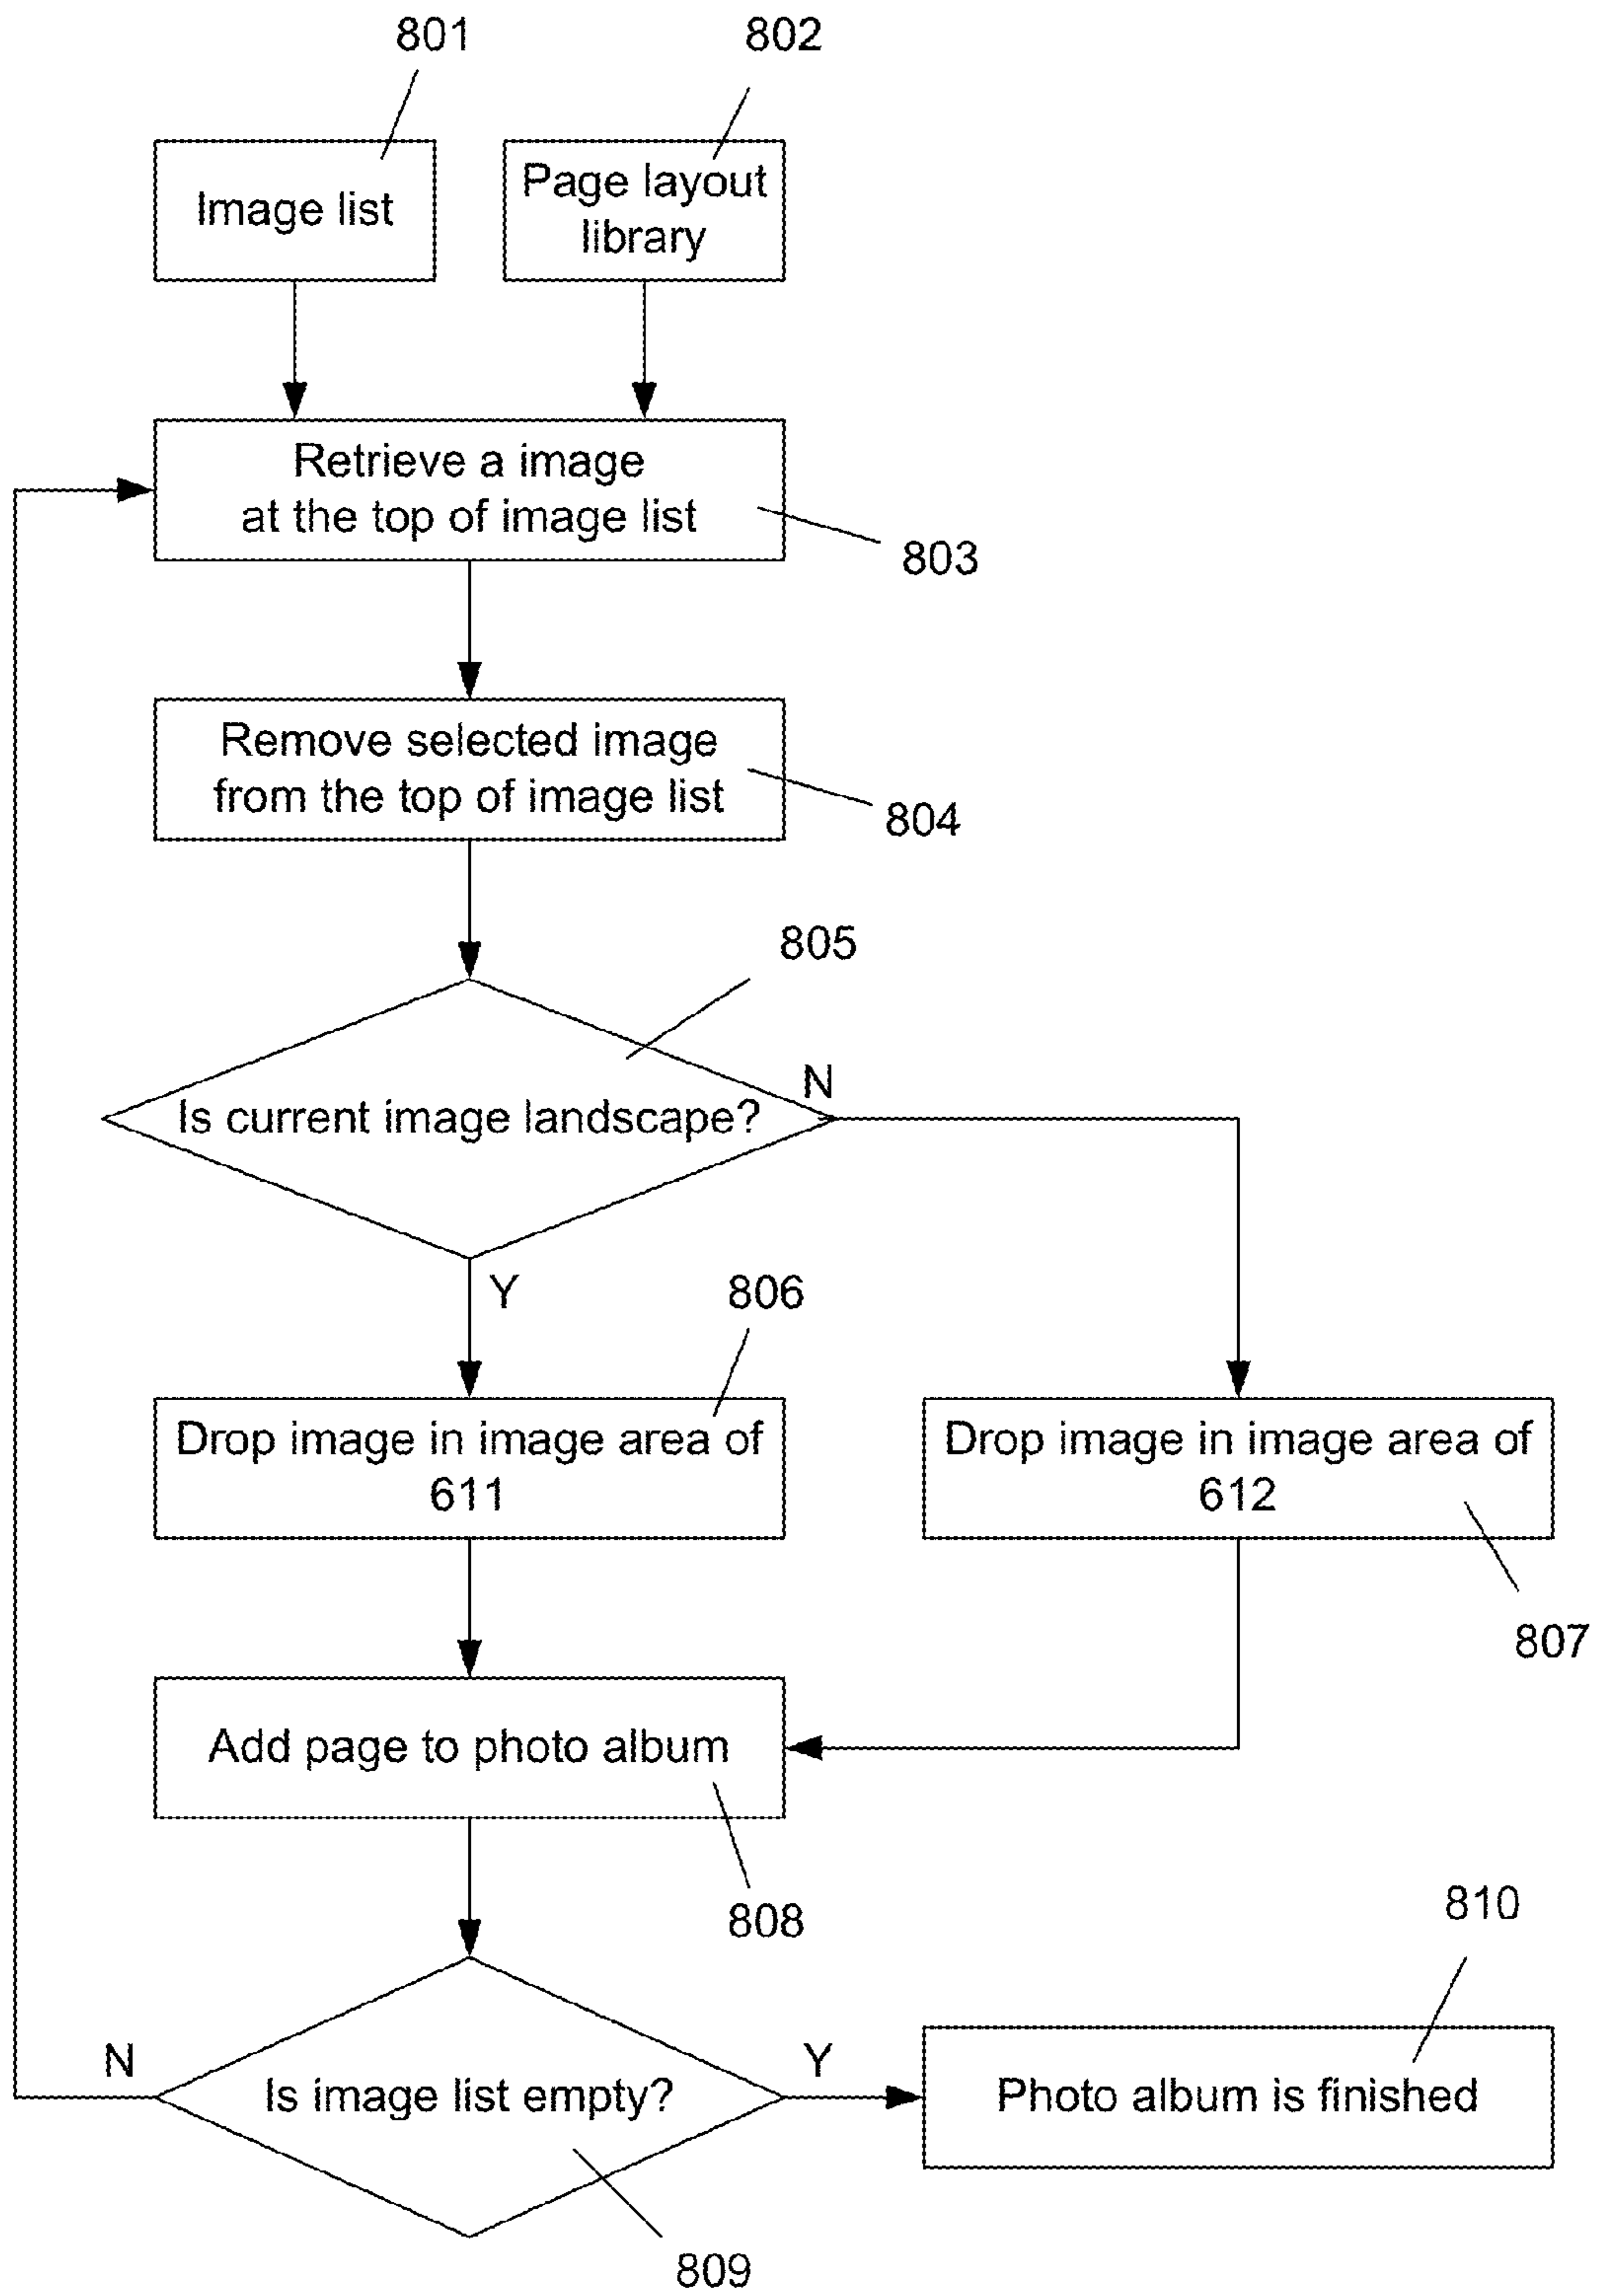 801
802
Image list
Page layout
library
Retrieve a image
at the top of image list
803
Remove selected image
from the top of image list
804
805
Is current image landscape?
N
Y
806
Drop image in image area of
611
Drop image in image area of
612
807
Add page to photo album
808
810
N
Is image list empty?
Y
Photo album is finished
809